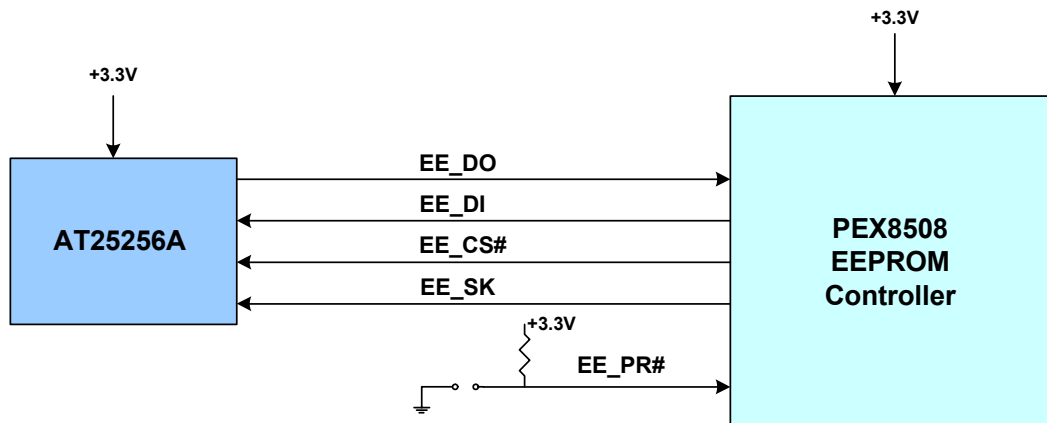 +3.3V
+3.3V
EE_DO
EE_DI
AT25256A
EE_CS#
EE_SK
PEX8508
EEPROM
Controller
+3.3V
EE_PR#